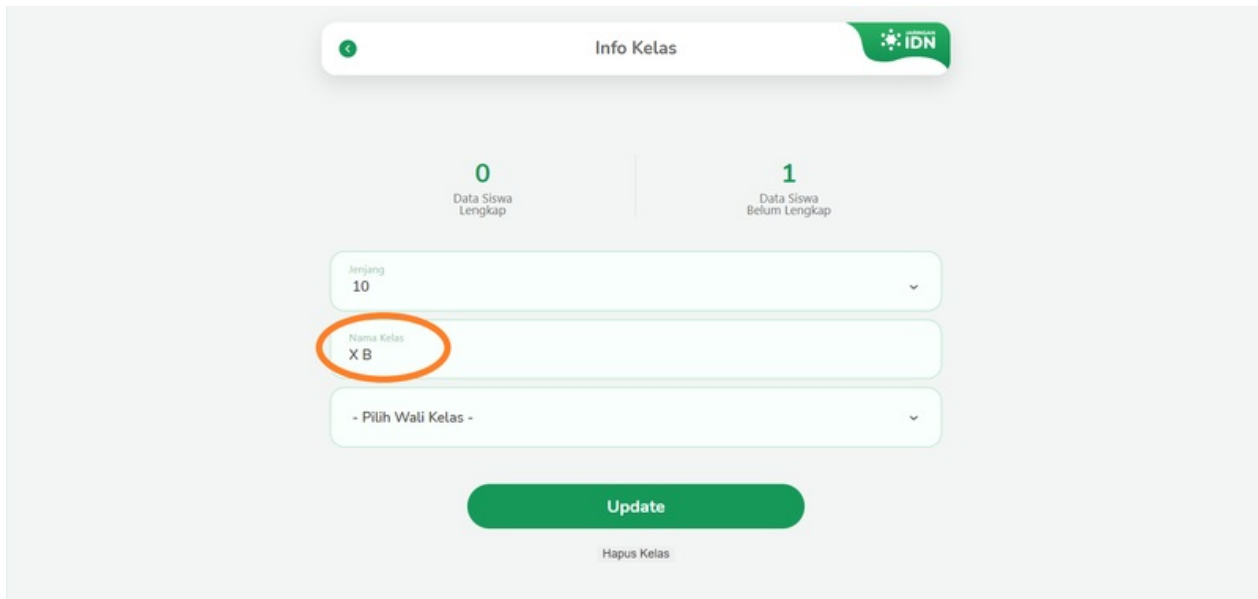 Info Kelas
JARINGAN
IDN
0
Data Siswa
Lengkap
1
Data Siswa
Belum Lengkap
Jenjang
10
Nama Kelas
X B
- Pilih Wali Kelas -
Update
Hapus Kelas